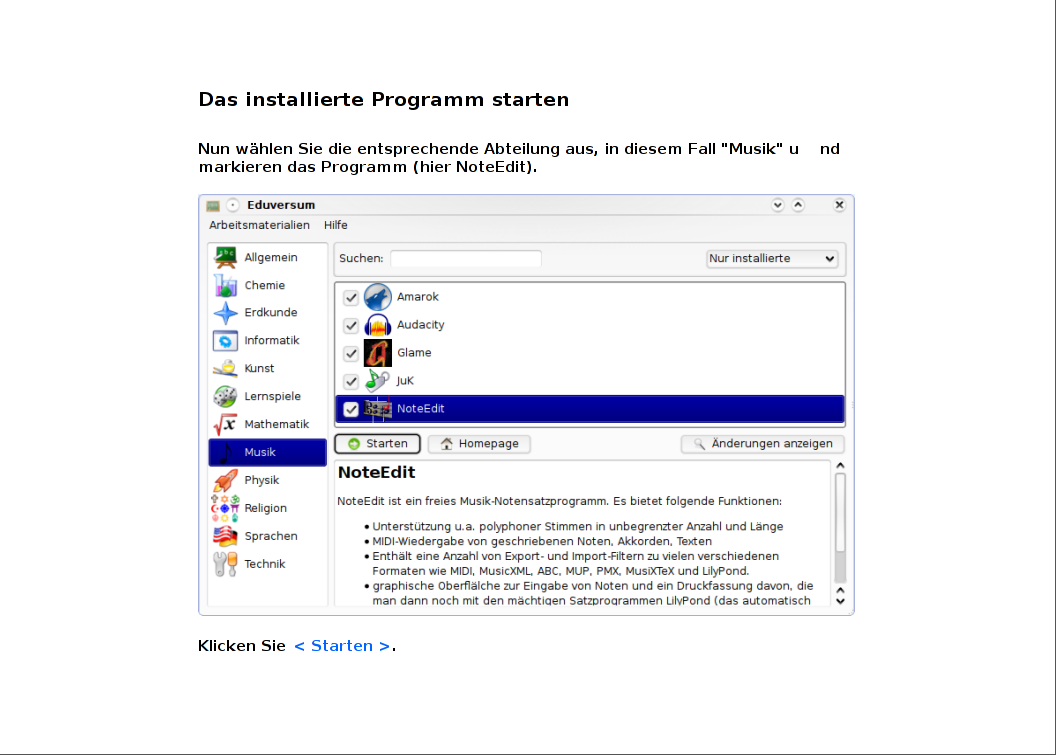 Das installierte Programm starten
Nun wählen Sie die entsprechende Abteilung aus, in diesem Fall "Musik" u nd
markieren das Programm (hier NoteEdit).
Eduversum
Arbeitsmaterialien Hilfe
Allgemein
Chemie
Erdkunde
Informatik
Kunst
Lernspiele
Mathematik
Musik
Physik
Religion
Sprachen
Technik
Suchen: Nur installierte
Amarok
Audacity
Glame
JuK
NoteEdit
Starten Homepage Änderungen anzeigen
NoteEdit
NoteEdit ist ein freies Musik-Notensatzprogramm. Es bietet folgende Funktionen:
• Unterstützung u.a. polyphoner Stimmen in unbegrenzter Anzahl und Länge
• MIDI-Wiedergabe von geschriebenen Noten, Akkorden, Texten
• Enthält eine Anzahl von Export- und Import-Filtern zu vielen verschiedenen
Formaten wie MIDI, MusicXML, ABC, MUP, PMX, MusiXTeX und LilyPond.
• graphische Oberfläche zur Eingabe von Noten und ein Druckfassung davon, die
man dann noch mit den mächtigen Satzprogrammen LilyPond (das automatisch
Klicken Sie < Starten >.